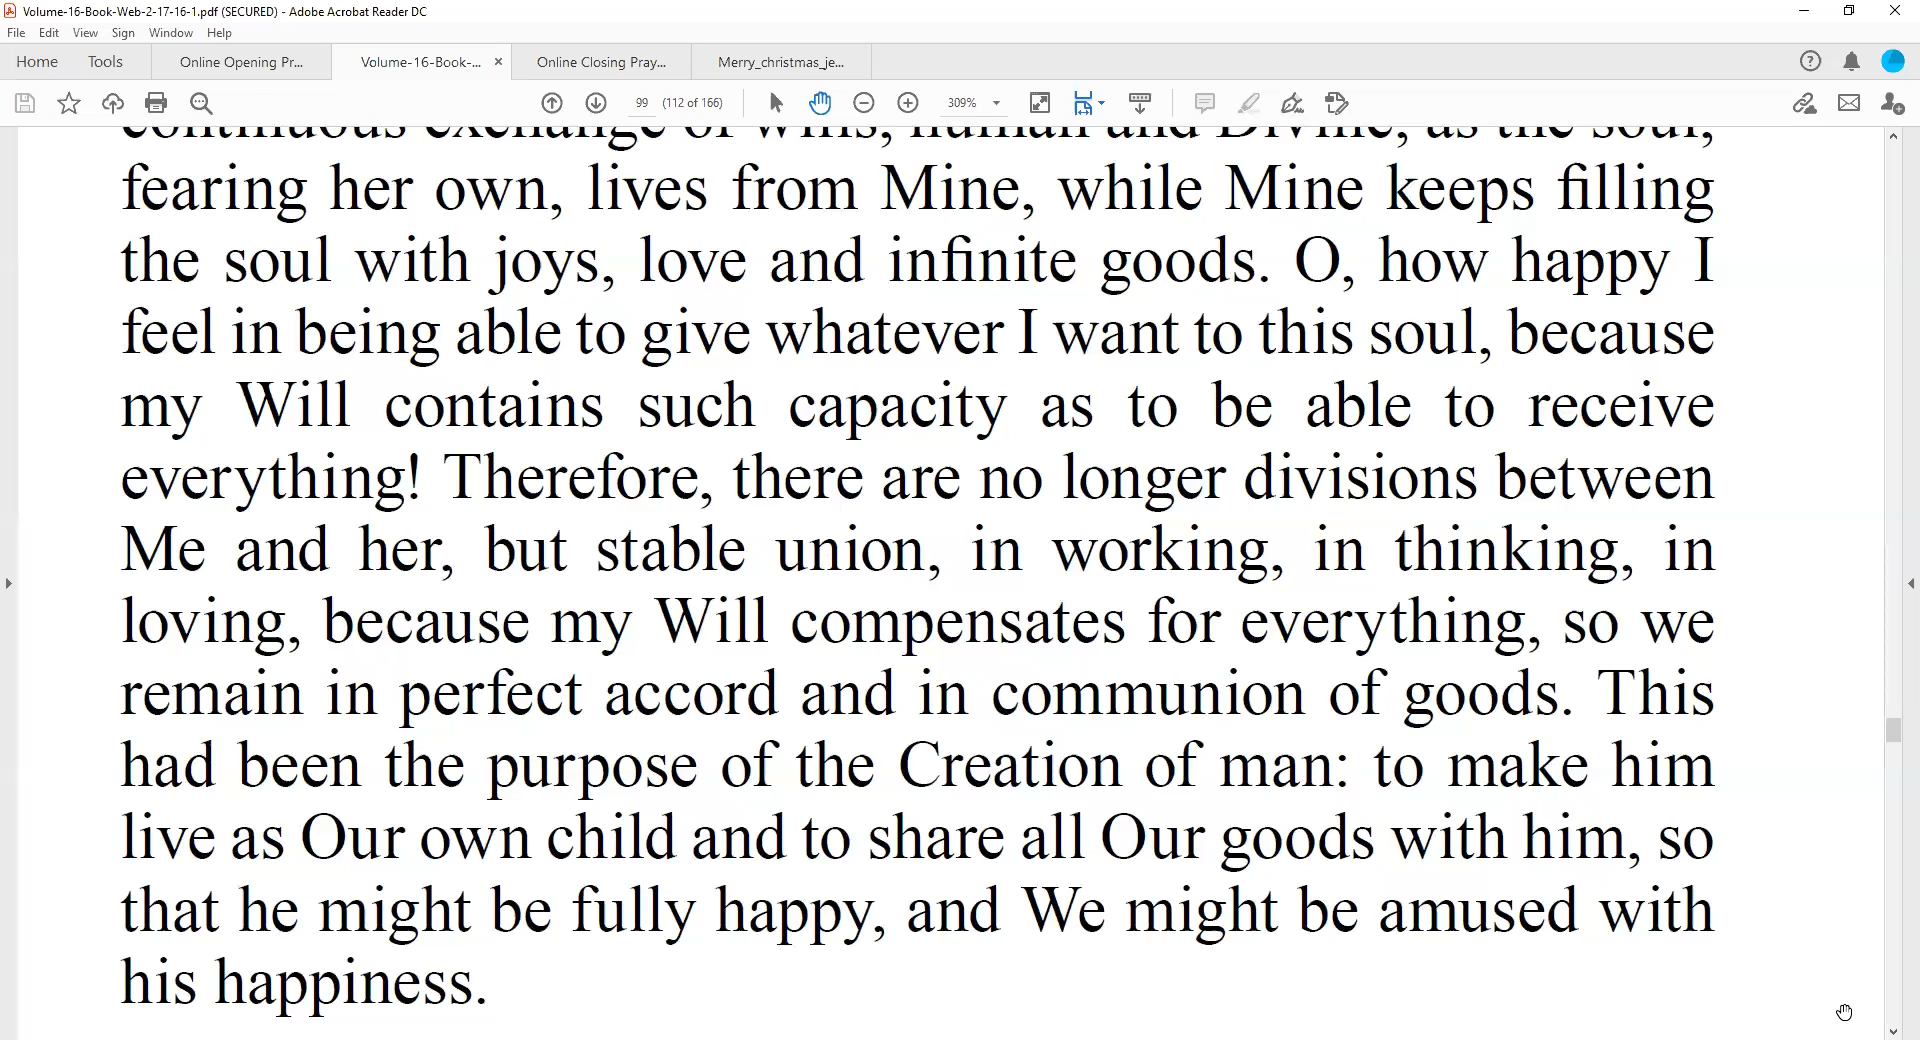 Volume-16-Book-Web-2-17-16-1.pdf (SECURED) - Adobe Acrobat Reader DC
File Edit View Sign Window Help
Home Tools Online Opening Pr... Volume-16-Book-... × Online Closing Pray... Merry_christmas_je...
99 (112 of 166) 309%
continuous exchange of wills, human and Divine, as the soul,
fearing her own, lives from Mine, while Mine keeps filling
the soul with joys, love and infinite goods. O, how happy I
feel in being able to give whatever I want to this soul, because
my Will contains such capacity as to be able to receive
everything! Therefore, there are no longer divisions between
Me and her, but stable union, in working, in thinking, in
loving, because my Will compensates for everything, so we
remain in perfect accord and in communion of goods. This
had been the purpose of the Creation of man: to make him
live as Our own child and to share all Our goods with him, so
that he might be fully happy, and We might be amused with
his happiness.